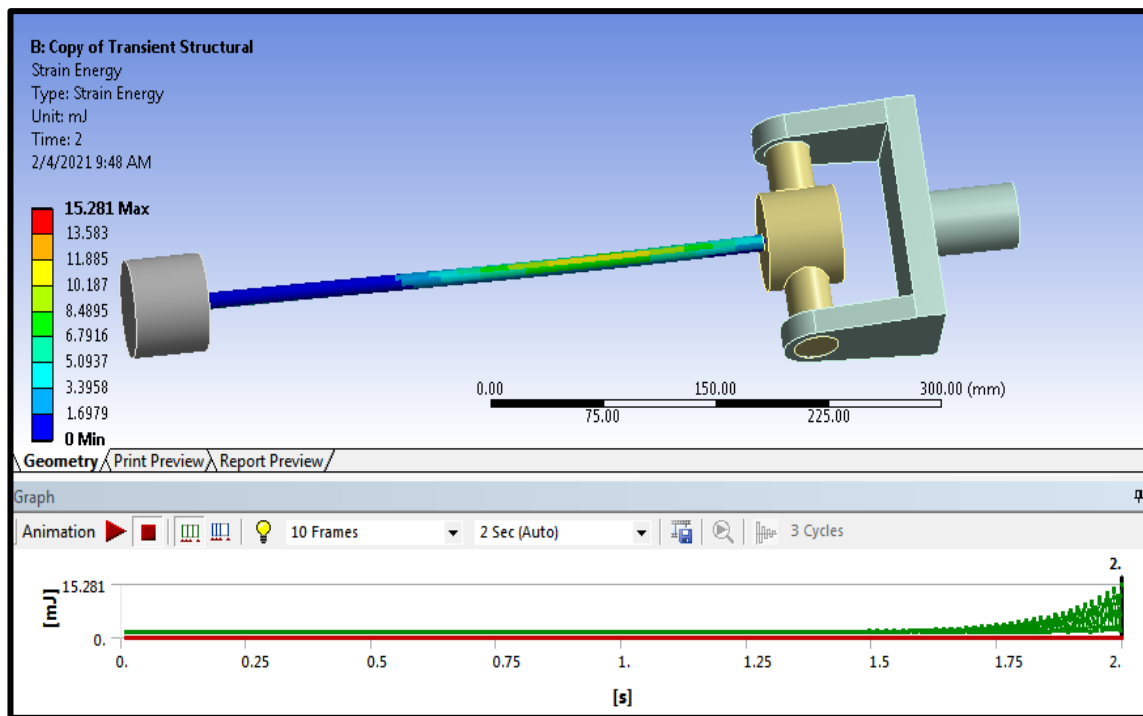 B: Copy of Transient Structural
Strain Energy
Type: Strain Energy
Unit: mJ
Time: 2
2/4/2021 9:48 AM
15.281 Max
13.583
11.885
10.187
8.4895
6.7916
5.0937
3.3958
1.6979
0 Min
0.00 150.00 300.00 (mm)
75.00 225.00
Geometry Print Preview Report Preview
Graph
Animation 10 Frames 2 Sec (Auto) 3 Cycles
2.
15.281
[mJ]
0.
0. 0.25 0.5 0.75 1. 1.25 1.5 1.75 2.
[s]